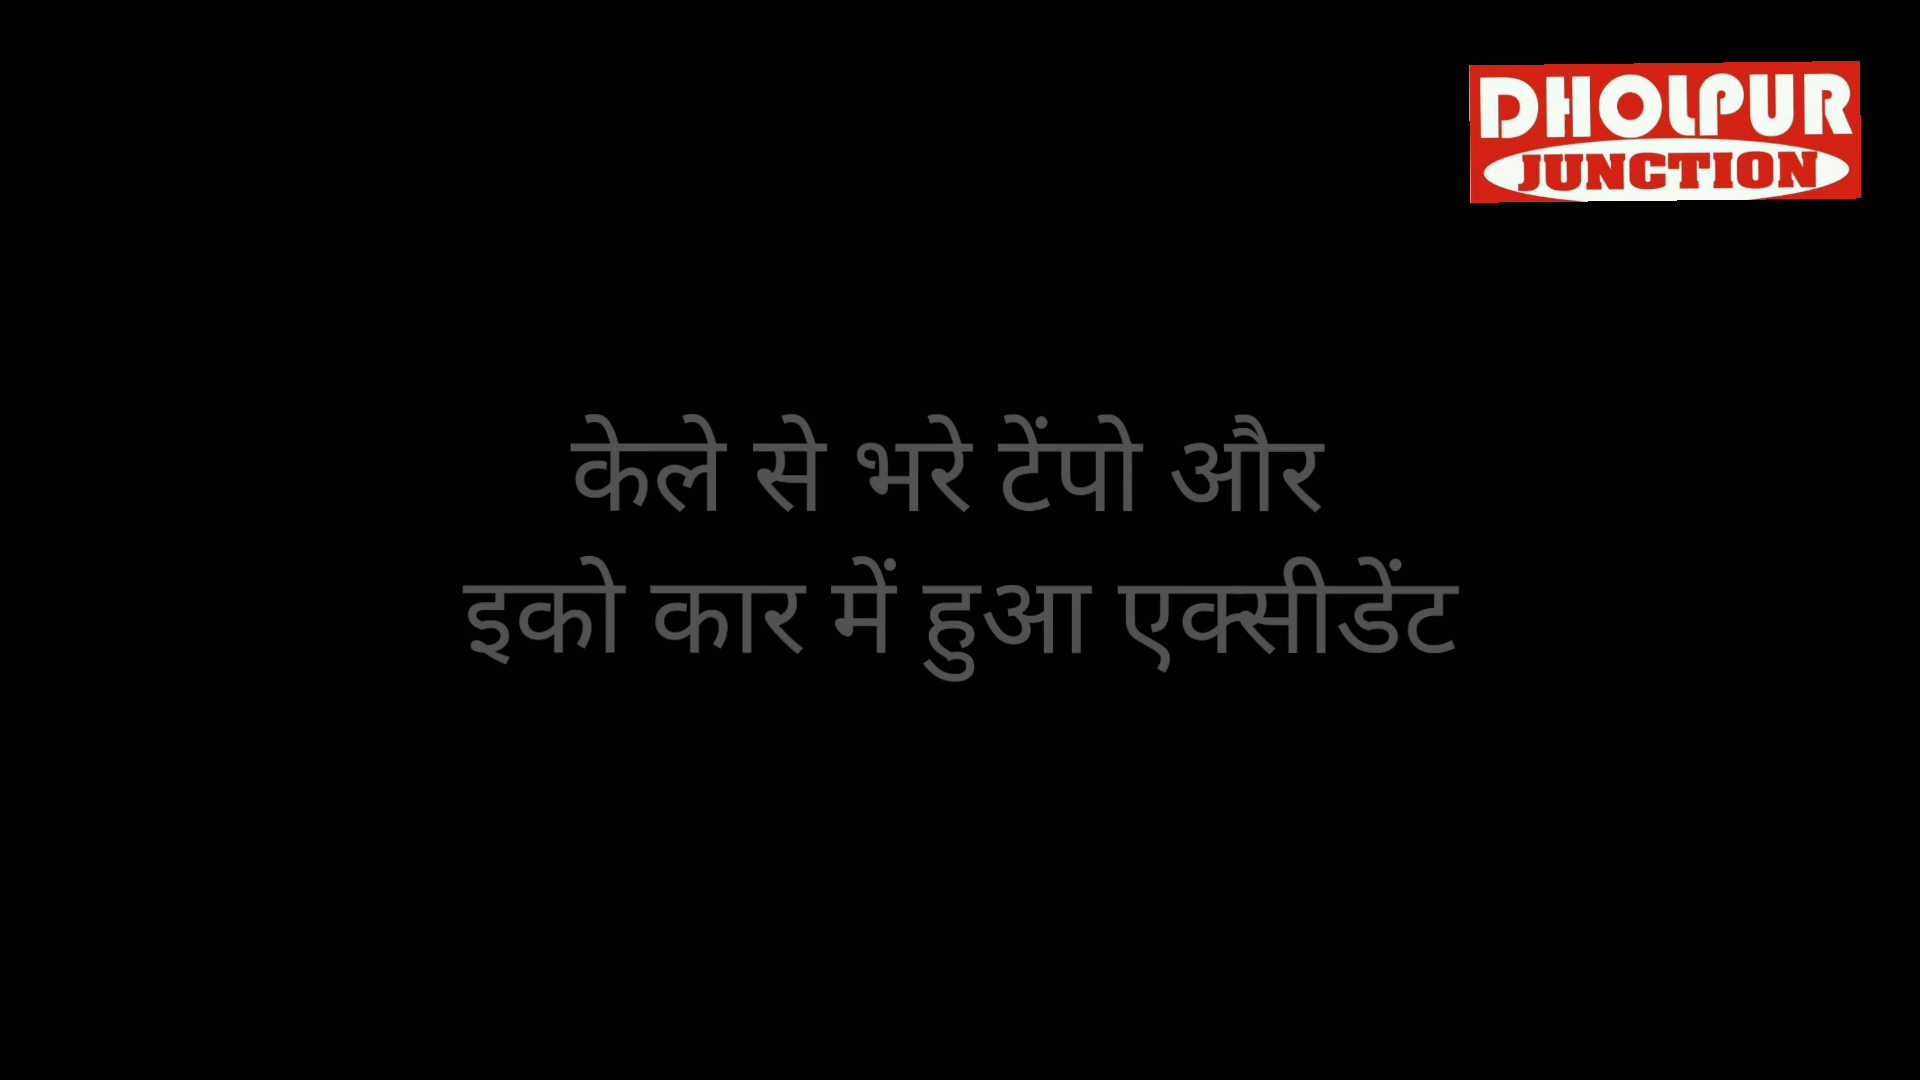 DHOLPUR
JUNCTION
केले से भरे टेंपो और
इको कार में हुआ एक्सीडेंट